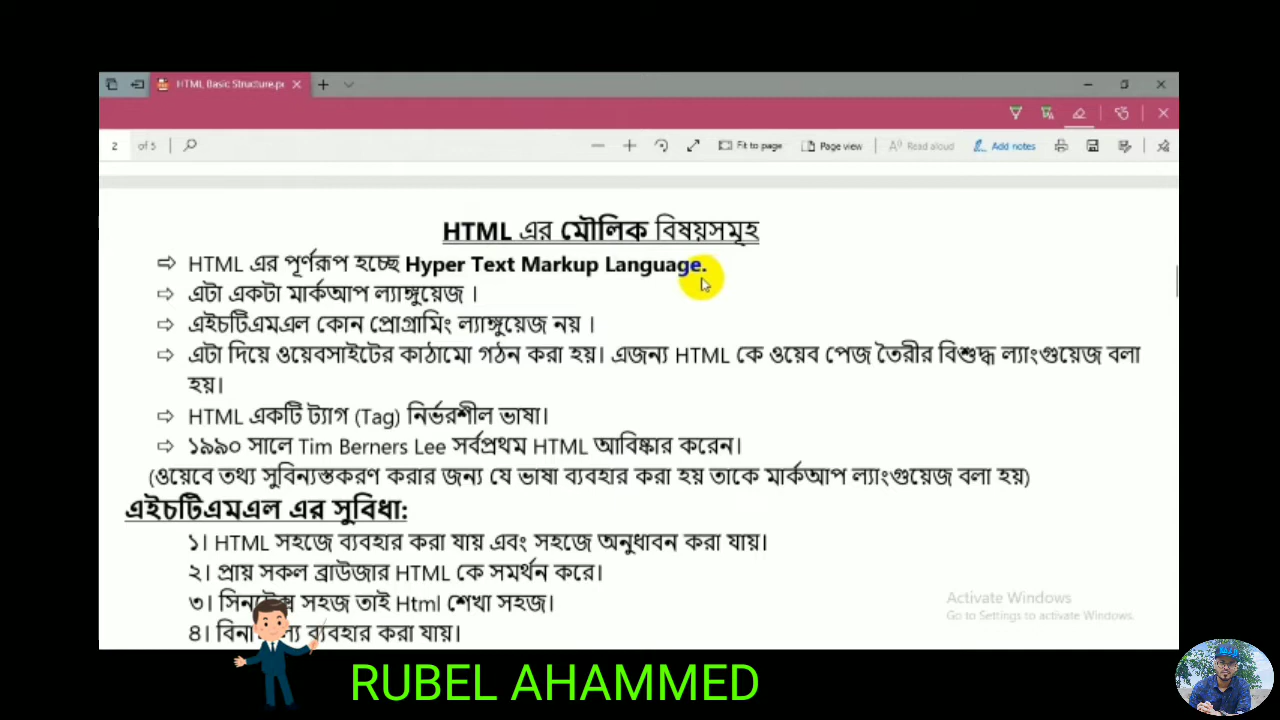 HTML Basic Structure.pc
2 of 5 Fit to page Page view Read aloud Add notes
HTML এর মৌলিক বিষয়সমূহ
⇨ HTML এর পূর্ণরূপ হচ্ছে Hyper Text Markup Language.
⇨ এটা একটা মার্কআপ ল্যাঙ্গুয়েজ ।
⇨ এইচটিএমএল কোন প্রোগ্রামিং ল্যাঙ্গুয়েজ নয় ।
⇨ এটা দিয়ে ওয়েবসাইটের কাঠামো গঠন করা হয়। এজন্য HTML কে ওয়েব পেজ তৈরীর বিশুদ্ধ ল্যাংগুয়েজ বলা
হয়।
⇨ HTML একটি ট্যাগ (Tag) নির্ভরশীল ভাষা।
⇨ ১৯৯০ সালে Tim Berners Lee সর্বপ্রথম HTML আবিষ্কার করেন।
(ওয়েবে তথ্য সুবিন্যস্তকরণ করার জন্য যে ভাষা ব্যবহার করা হয় তাকে মার্কআপ ল্যাংগুয়েজ বলা হয়)
এইচটিএমএল এর সুবিধা:
১। HTML সহজে ব্যবহার করা যায় এবং সহজে অনুধাবন করা যায়।
২। প্রায় সকল ব্রাউজার HTML কে সমর্থন করে।
৩। সহজ তাই Html শেখা সহজ।
৪। বিনা ব্যবহার করা যায়।
Activate Windows
Go to Settings to activate Windows.
RUBEL AHAMMED